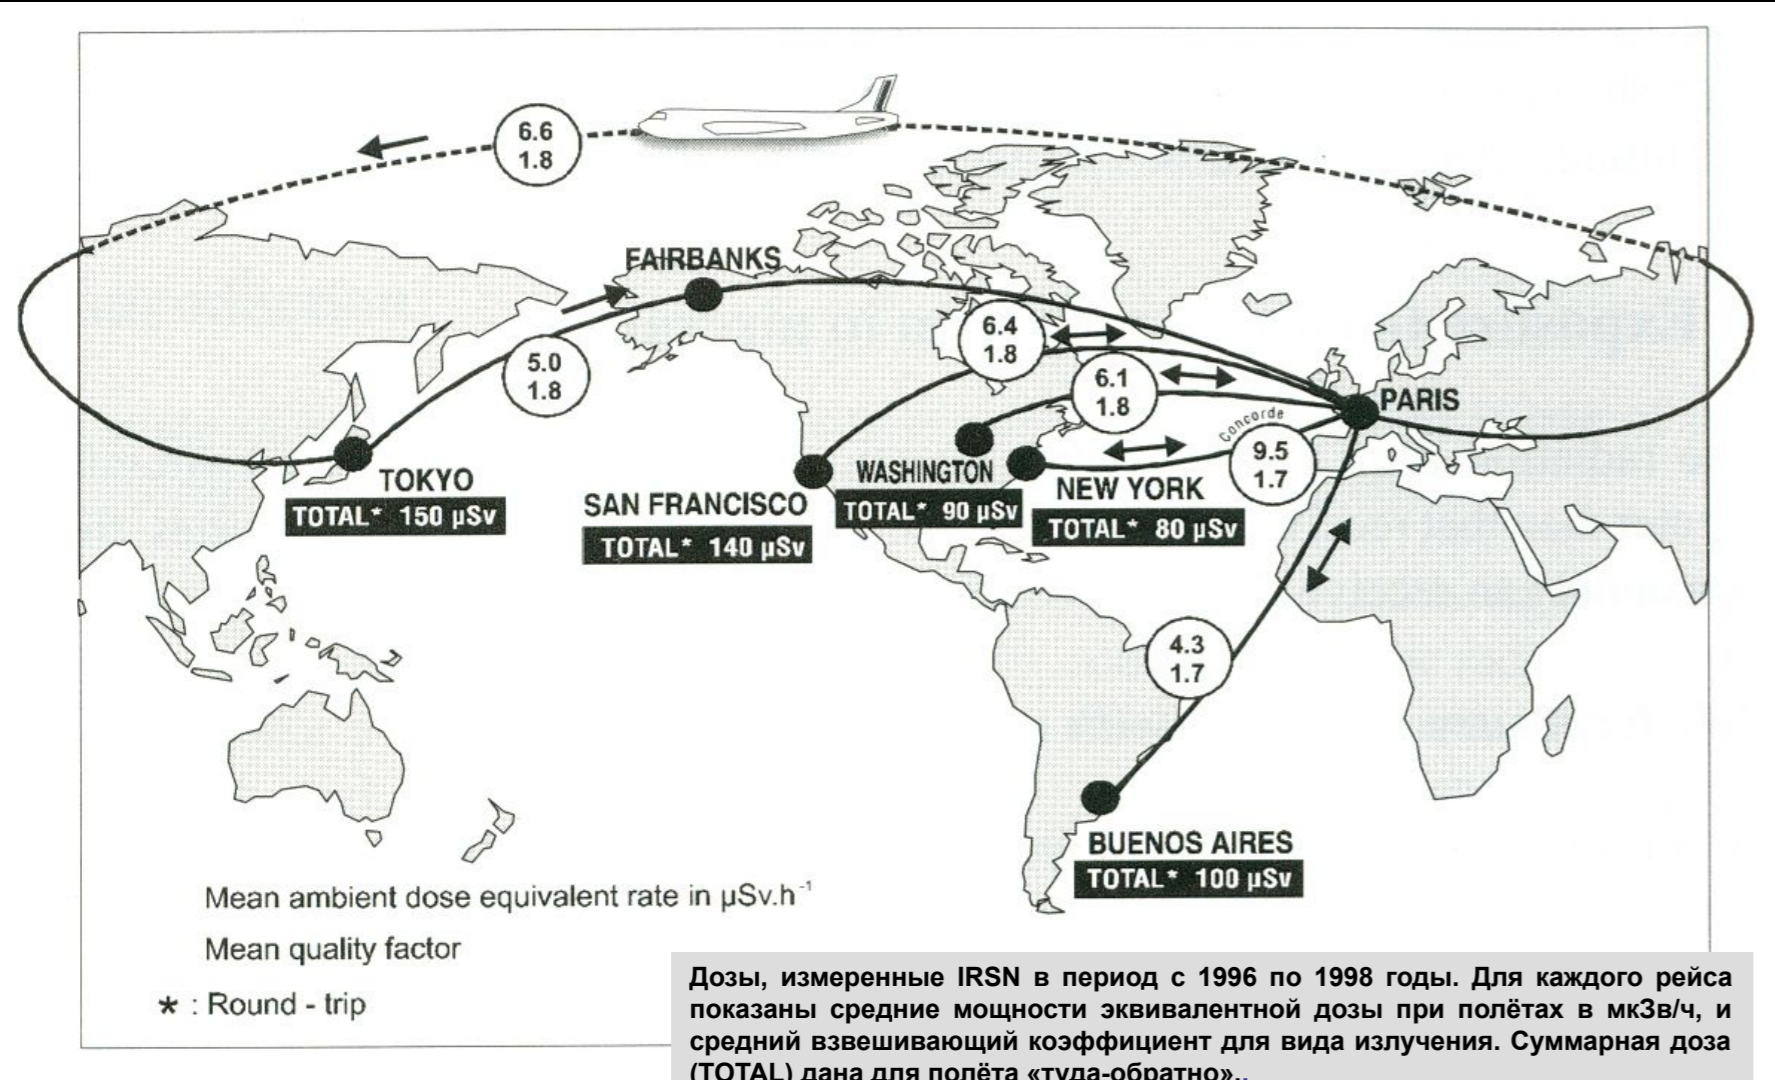 6.6
1.8
FAIRBANKS
6.4
1.8
5.0
1.8
6.1
1.8
PARIS
Concorde
9.5
1.7
TOKYO
TOTAL* 150 µSv
SAN FRANCISCO
TOTAL* 140 µSv
WASHINGTON
TOTAL* 90 µSv
NEW YORK
TOTAL* 80 µSv
4.3
1.7
BUENOS AIRES
TOTAL* 100 µSv
Mean ambient dose equivalent rate in µSv.h⁻¹
Mean quality factor
* : Round - trip
Дозы, измеренные IRSN в период с 1996 по 1998 годы. Для каждого рейса
показаны средние мощности эквивалентной дозы при полётах в мкЗв/ч, и
средний взвешивающий коэффициент для вида излучения. Суммарная доза
(TOTAL) дана для полёта «туда-обратно»..